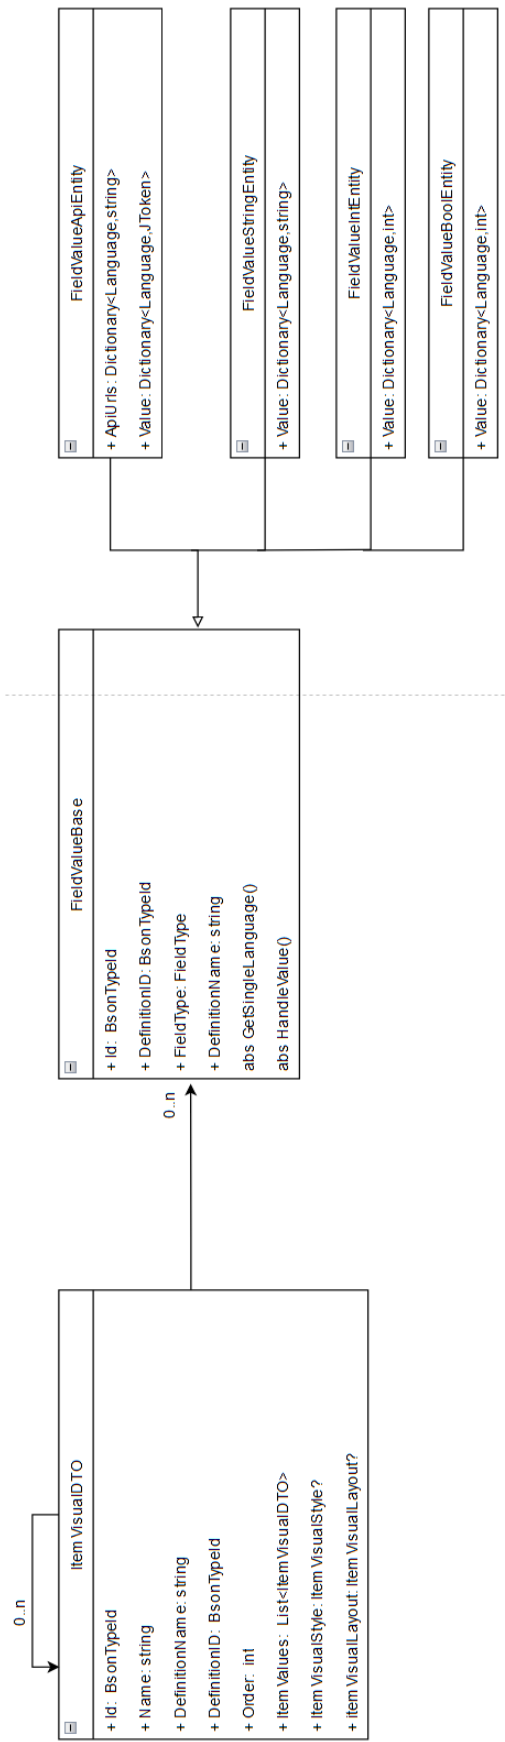 0..n
ItemVisualDTO
+ Id: BsonTypeId
+ Name: string
+ DefinitionName: string
+ DefinitionID: BsonTypeId
+ Order: int
+ ItemValues: List<ItemVisualDTO>
+ ItemVisualStyle: ItemVisualStyle?
+ itemVisualLayout: ItemVisualLayout?
0..n
FieldValueBase
+ Id: BsonTypeId
+ DefinitionID: BsonTypeId
+ FieldType: FieldType
+ DefinitionName: string
abs GetSingleLanguage()
abs HandleValue()
FieldValueApiEntity
+ ApiUrls: Dictionary<Language,string>
+ Value: Dictionary<Language,JToken>
FieldValueStringEntity
+ Value: Dictionary<Language,string>
FieldValueIntEntity
+ Value: Dictionary<Language,int>
FieldValueBoolEntity
+ Value: Dictionary<Language,int>